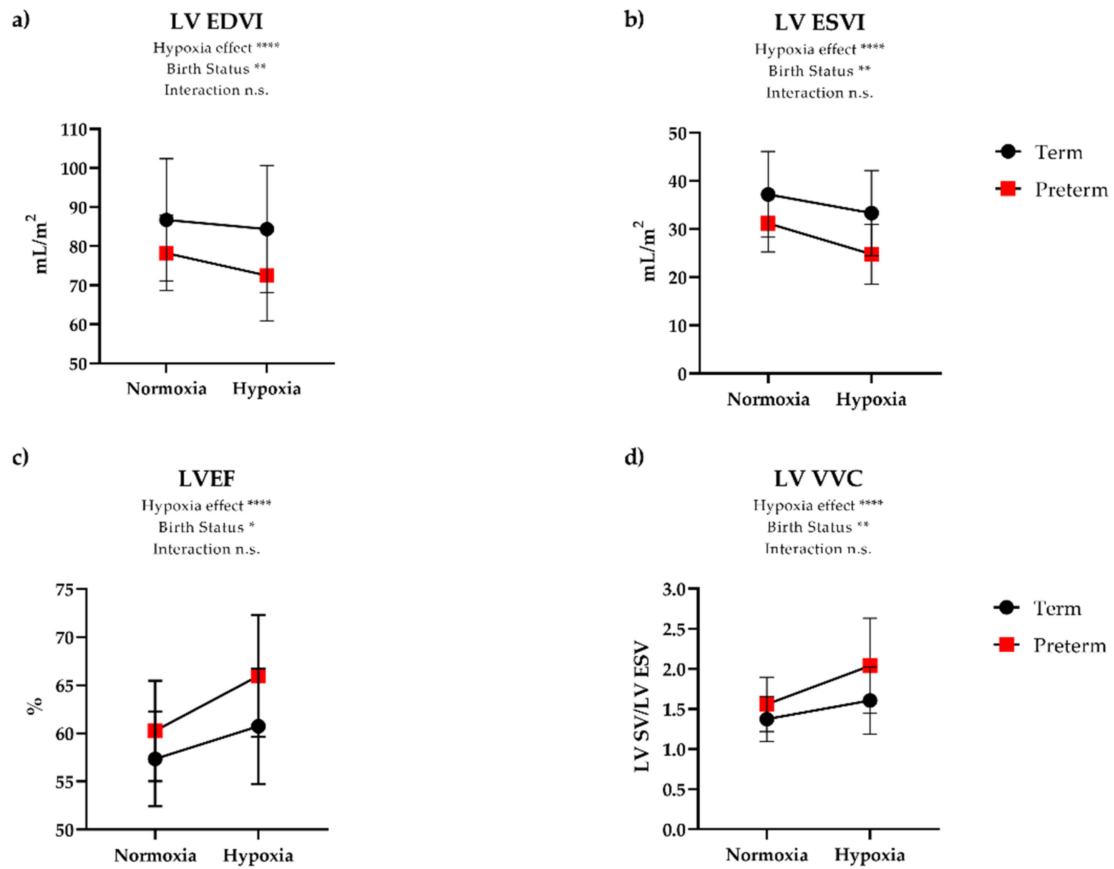 a)
LV EDVI
Hypoxia effect ****
Birth Status **
Interaction n.s.
110
100
90
80
70
60
50
mL/m²
Normoxia Hypoxia
b)
LV ESVI
Hypoxia effect ****
Birth Status **
Interaction n.s.
50
40
30
20
10
0
mL/m²
Normoxia Hypoxia
Term
Preterm
c)
LVEF
Hypoxia effect ****
Birth Status *
Interaction n.s.
75
70
65
60
55
50
%
Normoxia Hypoxia
d)
LV VVC
Hypoxia effect ****
Birth Status **
Interaction n.s.
3.0
2.5
2.0
1.5
1.0
0.5
0.0
LV SV/LV ESV
Normoxia Hypoxia
Term
Preterm